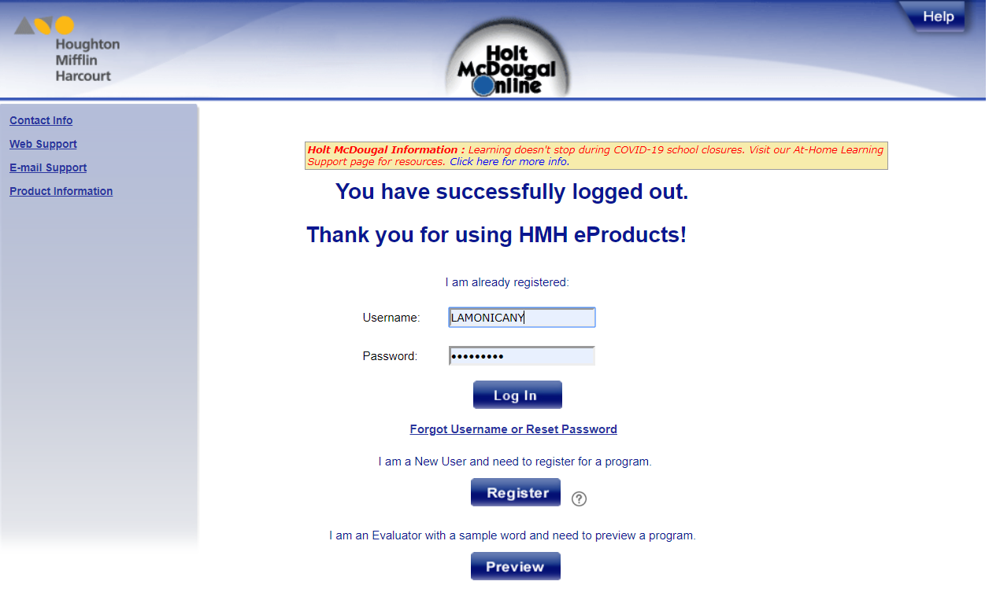 Houghton
Mifflin
Harcourt
Holt
McDougal
Online
Help
Contact Info
Web Support
E-mail Support
Product Information
Holt McDougal Information : Learning doesn't stop during COVID-19 school closures. Visit our At-Home Learning
Support page for resources. Click here for more info.
You have successfully logged out.
Thank you for using HMH eProducts!
I am already registered:
Username: LAMONICANY
Password: •••••••••
Log In
Forgot Username or Reset Password
I am a New User and need to register for a program.
Register ?
I am an Evaluator with a sample word and need to preview a program.
Preview